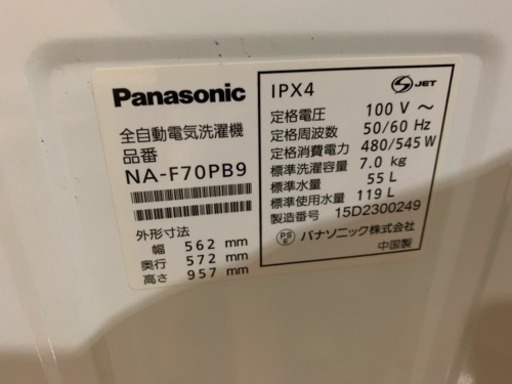 Panasonic
全自動電気洗濯機
品番
NA-F70PB9
外形寸法
幅 562 mm
奥行 572 mm
高さ 957 mm
IPX4
S JET
定格電圧 100 V ～
定格周波数 50/60 Hz
定格消費電力 480/545 W
標準洗濯容量 7.0 kg
標準水量 55 L
標準使用水量 119 L
製造番号 15D2300249
PS E パナソニック株式会社
中国製